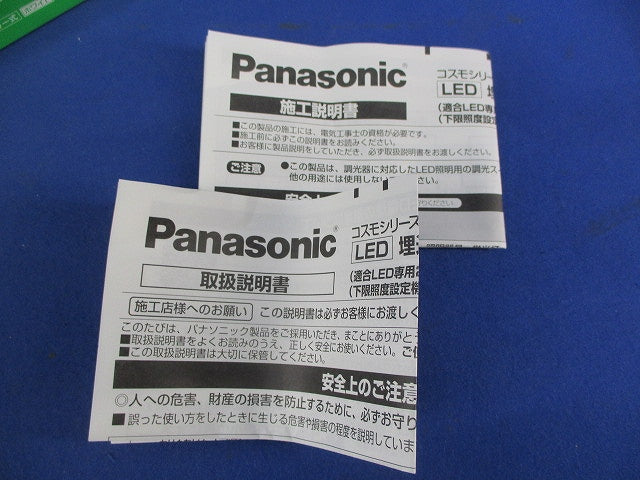 ホワイト
Panasonic
コスモシリーズ
施工説明書
LED 埋
(適合LED専
(下限照度設定
■この製品の施工には、電気工事士の資格が必要です。
■施工前に必ずこの説明書をお読みください。
■お客様に製品説明をしていただき、必ず取扱説明書をお渡しください。
ご注意 ●この製品は、調光器に対応したLED照明用の調光ス
他の用途には使用しない
安全上
Panasonic
コスモシリーズ
取扱説明書
LED 埋
(適合LED専用
(下限照度設定機
施工店様へのお願い この説明書は必ずお客様にお渡しく
このたびは、パナソニック製品をご採用いただき、まことにありがと
■取扱説明書をよくお読みのうえ、正しく安全にお使いください。ご使
■この取扱説明書は大切に保管してください。
安全上のご注意
◎人への危害、財産の損害を防止するために、必ずお守り
■誤った使い方をしたときに生じる危害や損害の程度を説明していま